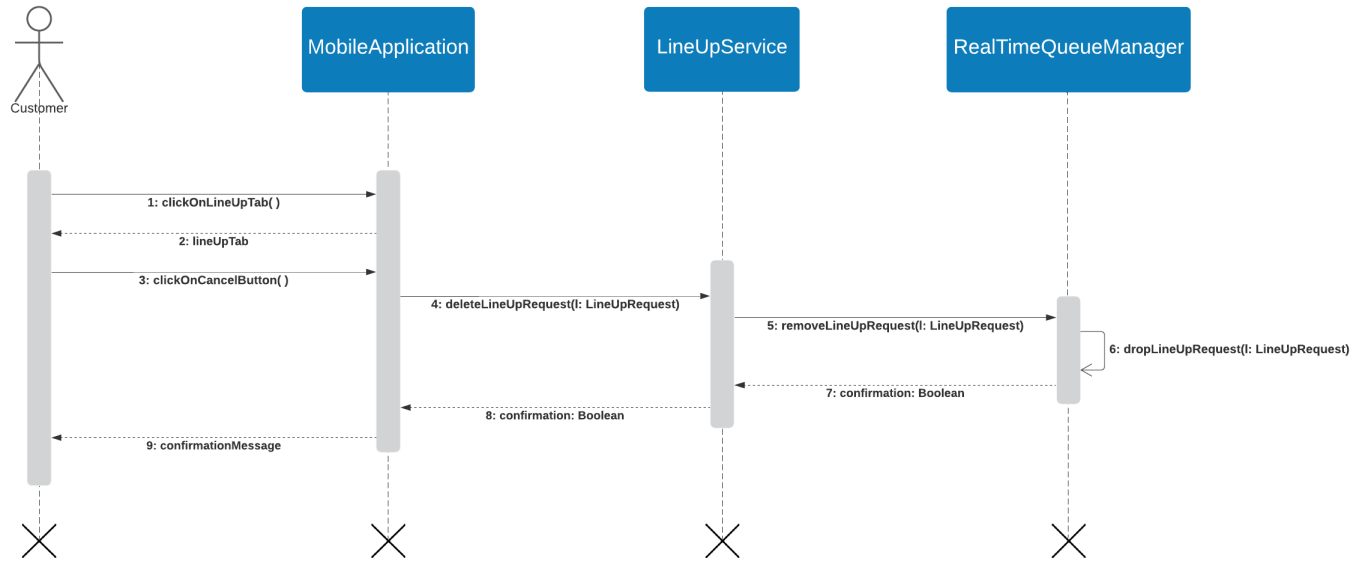 MobileApplication
LineUpService
RealTimeQueueManager
Customer
1: clickOnLineUpTab( )
2: lineUpTab
3: clickOnCancelButton( )
4: deleteLineUpRequest(l: LineUpRequest)
5: removeLineUpRequest(l: LineUpRequest)
6: dropLineUpRequest(l: LineUpRequest)
7: confirmation: Boolean
8: confirmation: Boolean
9: confirmationMessage